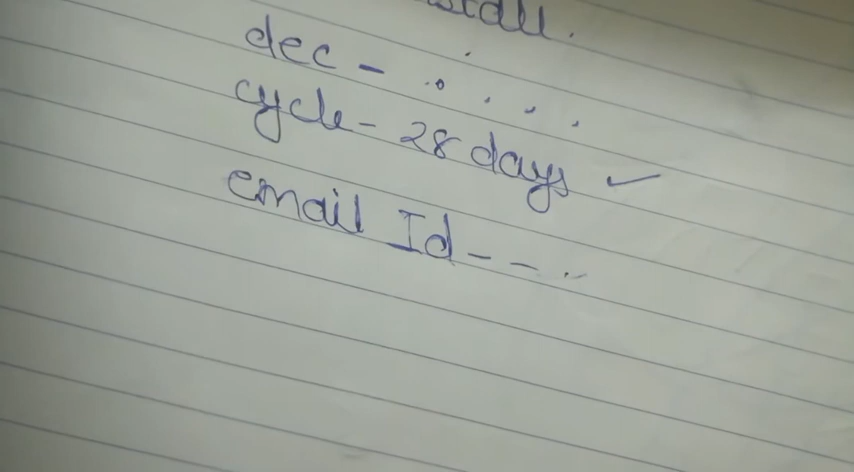 dec - . . . . .
cycle - 28 days ✓
email Id - - ..